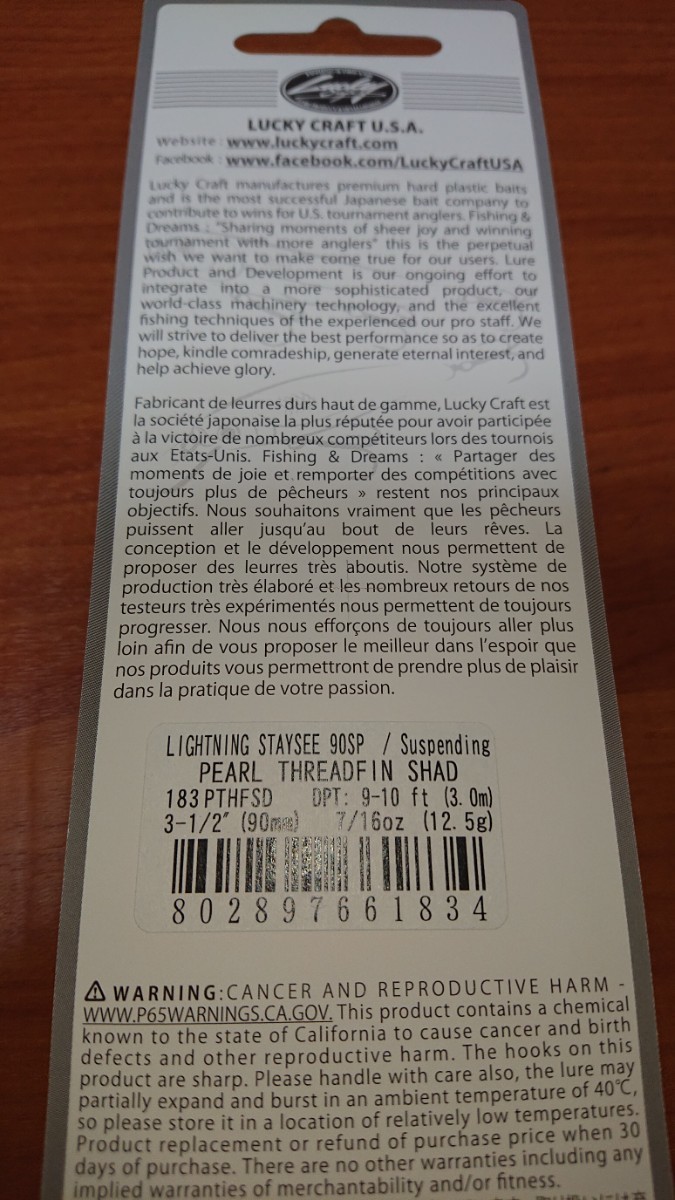 LUCKY CRAFT U.S.A.
Website : www.luckycraft.com
Facebook : www.facebook.com/LuckyCraftUSA
Lucky Craft manufactures premium hard plastic baits
and is the most successful Japanese bait company to
contribute to wins for U.S. tournament anglers. Fishing &
Dreams : "Sharing moments of sheer joy and winning
tournament with more anglers" this is the perpetual
wish we want to make come true for our users. Lure
Product and Development is our ongoing effort to
integrate into a more sophisticated product, our
world-class machinery technology, and the excellent
fishing techniques of the experienced our pro staff. We
will strive to deliver the best performance so as to create
hope, kindle comradeship, generate eternal interest, and
help achieve glory.
Fabricant de leurres durs haut de gamme, Lucky Craft est
la société japonaise la plus réputée pour avoir participée
à la victoire de nombreux compétiteurs lors des tournois
aux Etats-Unis. Fishing & Dreams : « Partager des
moments de joie et remporter des compétitions avec
toujours plus de pêcheurs » restent nos principaux
objectifs. Nous souhaitons vraiment que les pêcheurs
puissent aller jusqu'au bout de leurs rêves. La
conception et le développement nous permettent de
proposer des leurres très aboutis. Notre système de
production très élaboré et les nombreux retours de nos
testeurs très expérimentés nous permettent de toujours
progresser. Nous nous efforçons de toujours aller plus
loin afin de vous proposer le meilleur dans l'espoir que
nos produits vous permettront de prendre plus de plaisir
dans la pratique de votre passion.
LIGHTNING STAYSEE 90SP / Suspending
PEARL THREADFIN SHAD
183PTHFSD DPT: 9-10 ft (3.0m)
3-1/2" (90mm) 7/16oz (12.5g)
802897661834
⚠ WARNING:CANCER AND REPRODUCTIVE HARM -
WWW.P65WARNINGS.CA.GOV. This product contains a chemical
known to the state of California to cause cancer and birth
defects and other reproductive harm. The hooks on this
product are sharp. Please handle with care also, the lure may
partially expand and burst in an ambient temperature of 40℃,
so please store it in a location of relatively low temperatures.
Product replacement or refund of purchase price when 30
days of purchase. There are no other warranties including any
implied warranties of merchantability and/or fitness.